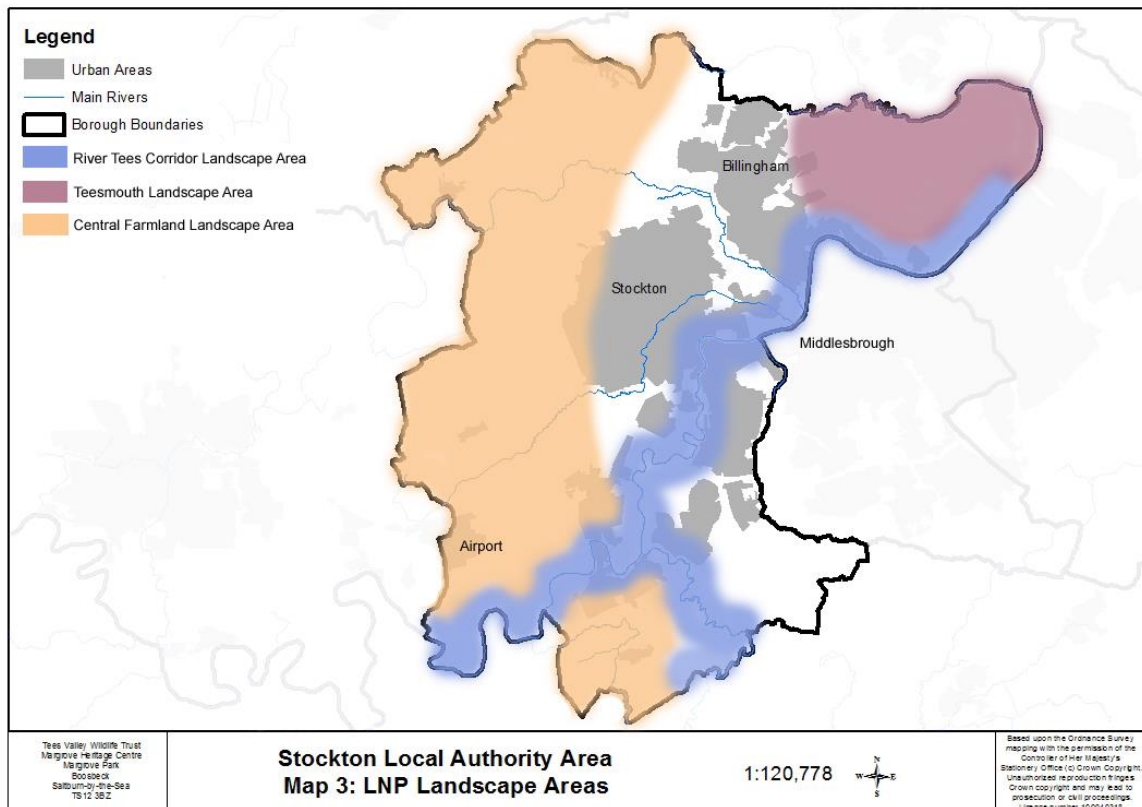 Legend
Urban Areas
Main Rivers
Borough Boundaries
River Tees Corridor Landscape Area
Teesmouth Landscape Area
Central Farmland Landscape Area
Billingham
Stockton
Middlesbrough
Airport
Tees Valley Wildlife Trust
Margrove Heritage Centre
Margrove Park
Boosbeck
Saltburn-by-the-Sea
TS12 3BZ
Stockton Local Authority Area
Map 3: LNP Landscape Areas
1:120,778
N
W E
S
Based upon the Ordnance Survey
mapping with the permission of the
Controller of Her Majesty's
Stationery Office (c) Crown Copyright.
Unauthorized reproduction fringes
Crown copyright and may lead to
prosecution or civil proceedings.